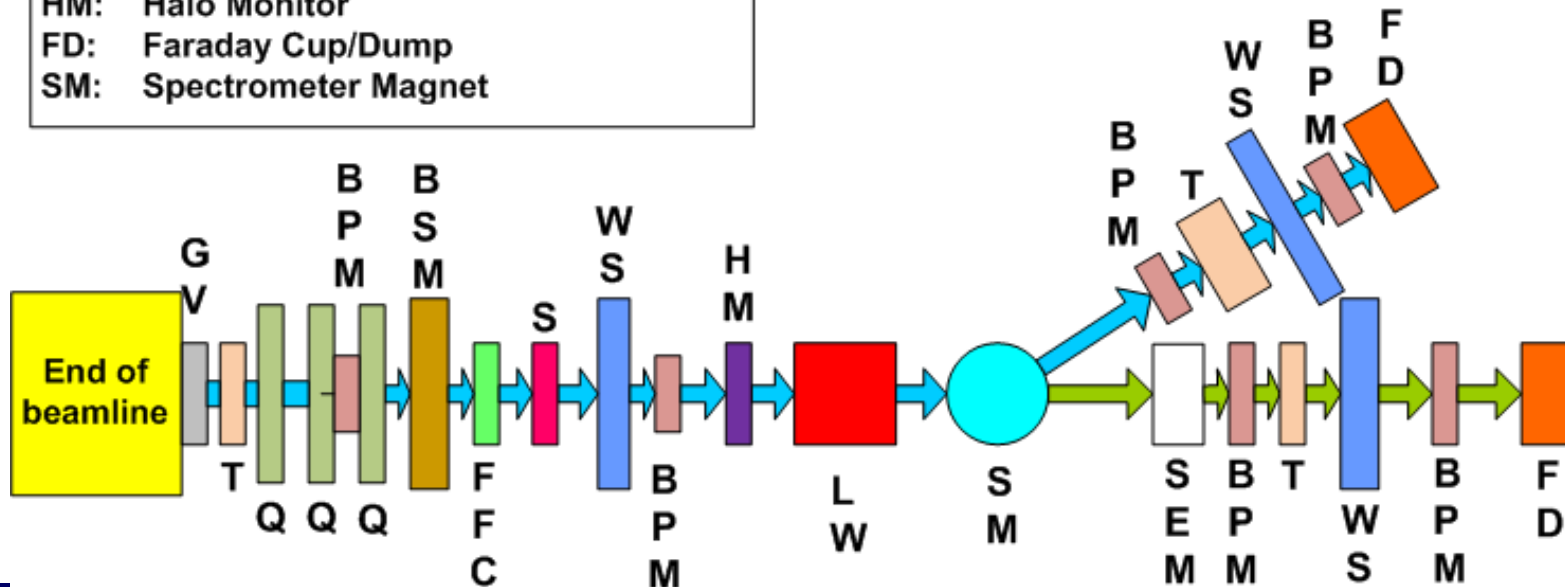 HM: Halo Monitor
FD: Faraday Cup/Dump
SM: Spectrometer Magnet
F
D
B
P
M
W
S
B
P
M
T
B
P
M
B
S
M
W
S
G
V
H
M
S
End of
beamline
T
Q
Q
Q
F
F
C
B
P
M
L
W
S
M
S
E
M
B
P
M
T
W
S
B
P
M
F
D